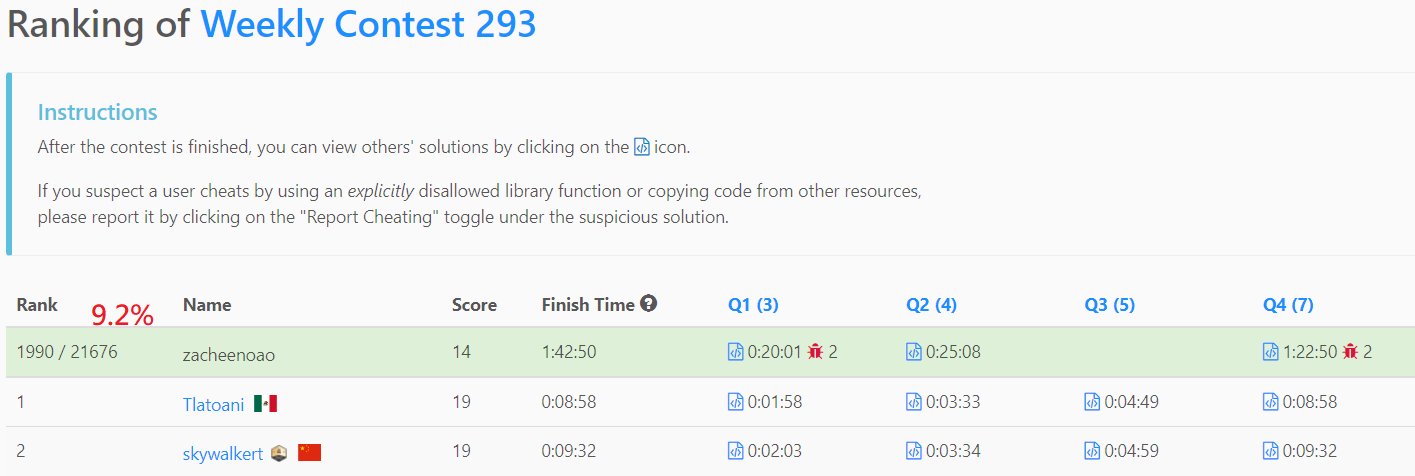 Ranking of Weekly Contest 293
Instructions
After the contest is finished, you can view others' solutions by clicking on the icon.
If you suspect a user cheats by using an explicitly disallowed library function or copying code from other resources,
please report it by clicking on the "Report Cheating" toggle under the suspicious solution.
Rank 9.2% Name Score Finish Time Q1 (3) Q2 (4) Q3 (5) Q4 (7)
1990 / 21676 zacheenoao 14 1:42:50 0:20:01 2 0:25:08 1:22:50 2
1 Tlatoani 19 0:08:58 0:01:58 0:03:33 0:04:49 0:08:58
2 skywalkert 19 0:09:32 0:02:03 0:03:34 0:04:59 0:09:32